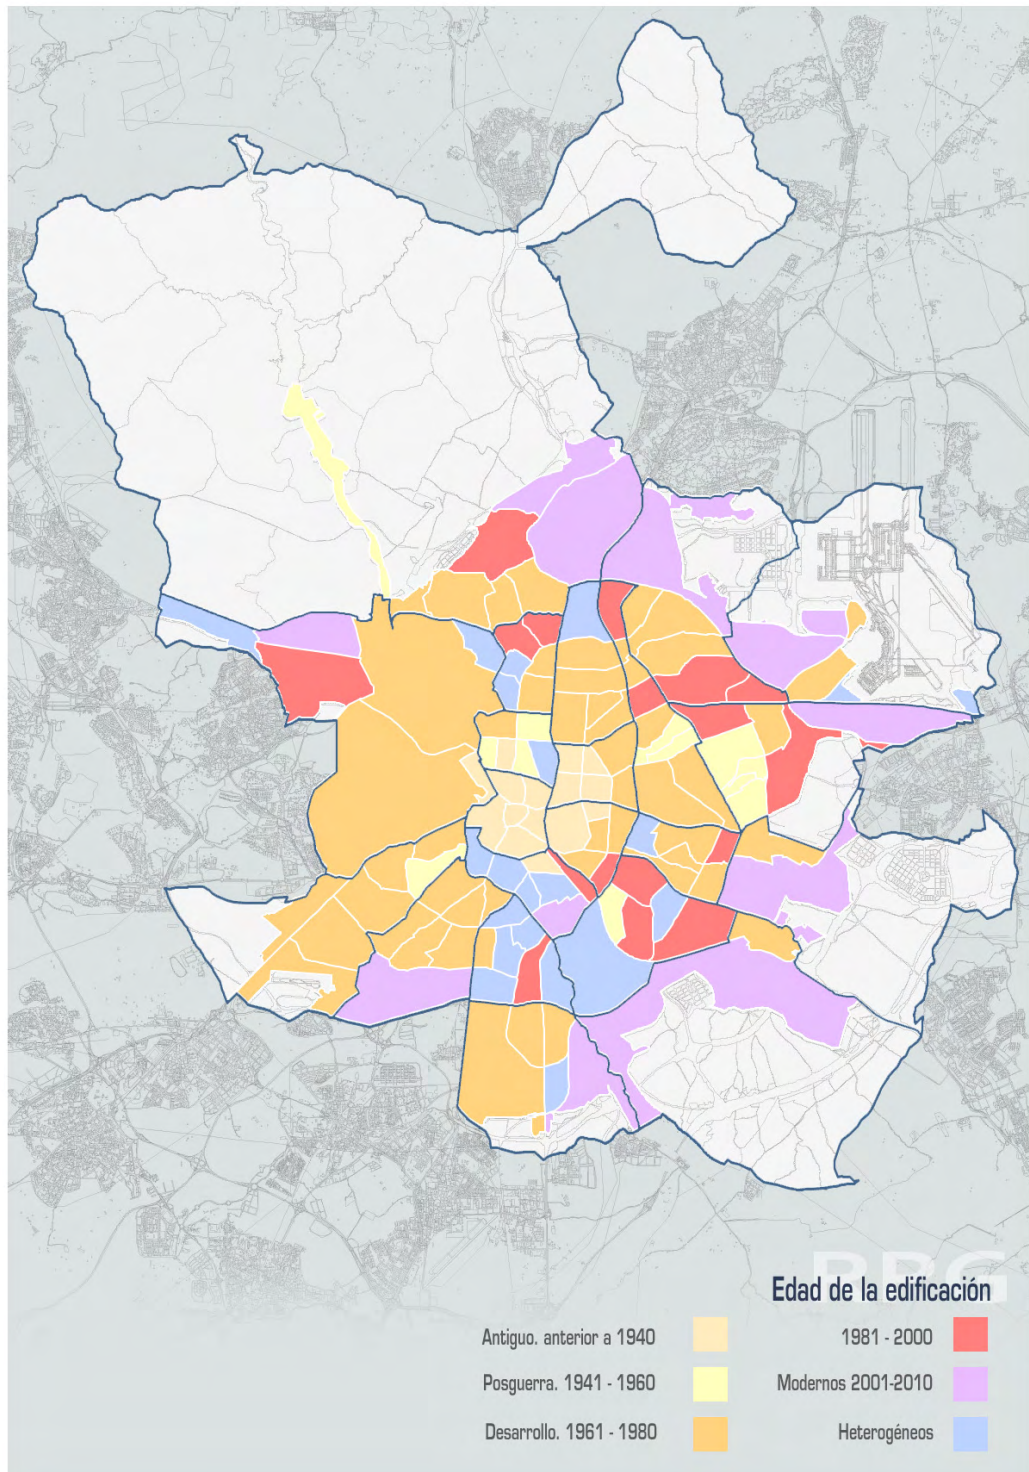 RRG
Edad de la edificación
Antiguo. anterior a 1940
1981 - 2000
Posguerra. 1941 - 1960
Modernos 2001-2010
Desarrollo. 1961 - 1980
Heterogéneos